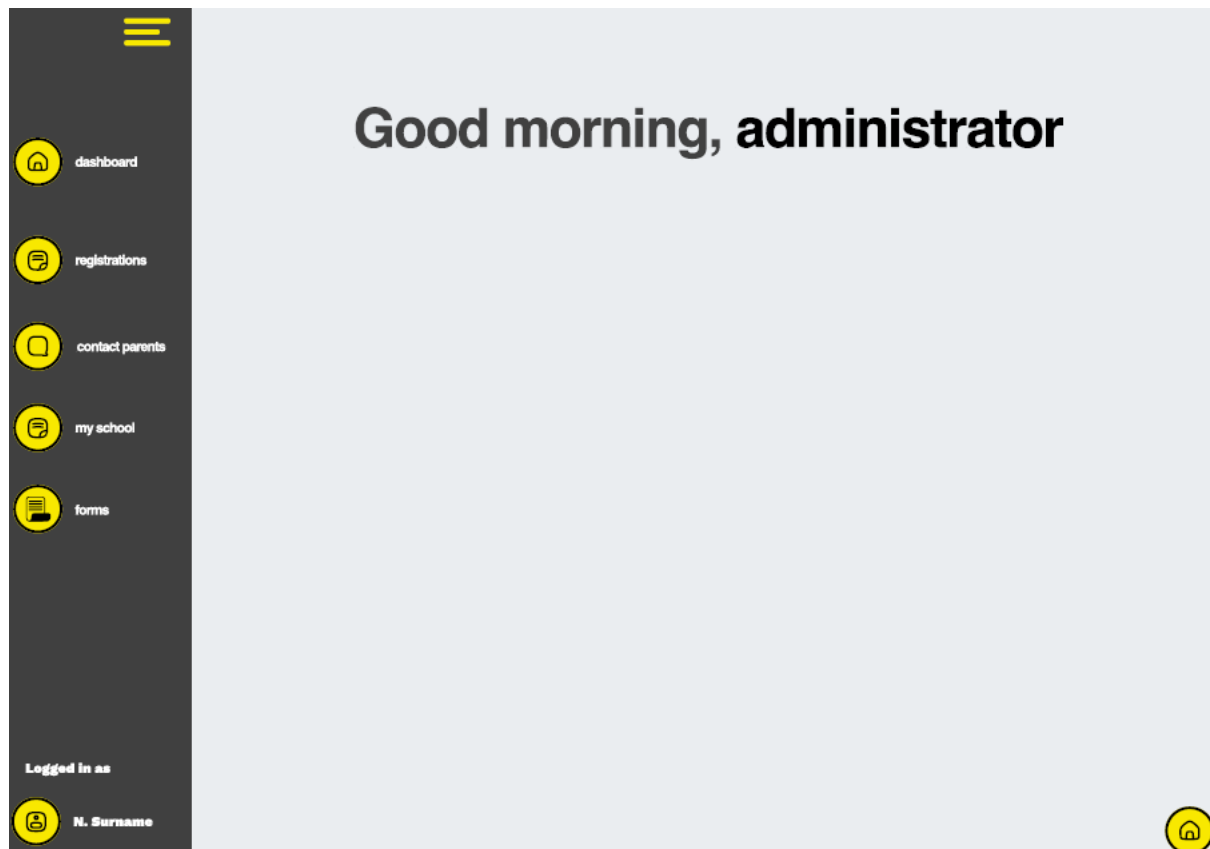 Good morning, administrator
dashboard
registrations
contact parents
my school
forms
Logged in as
N. Surname